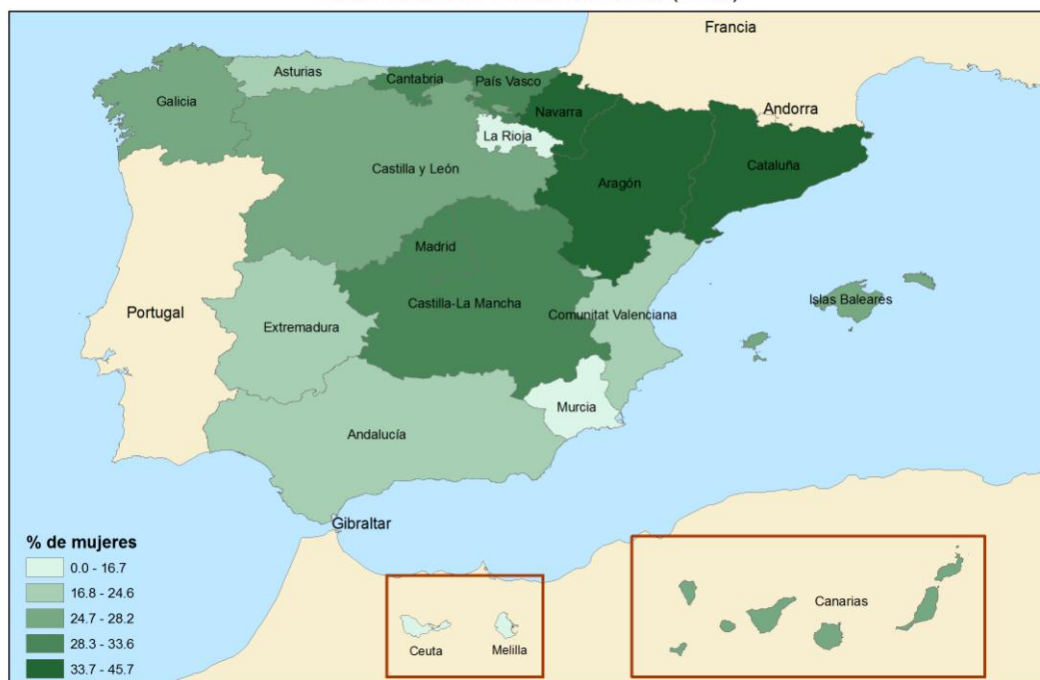 Francia
Asturias
Cantabria
País Vasco
Galicia
Navarra
Andorra
La Rioja
Castilla y León
Aragón
Cataluña
Madrid
Castilla-La Mancha
Islas Baleares
Portugal
Extremadura
Comunitat Valenciana
Murcia
Andalucía
Gibraltar
% de mujeres
0.0 - 16.7
16.8 - 24.6
24.7 - 28.2
28.3 - 33.6
33.7 - 45.7
Ceuta
Melilla
Canarias